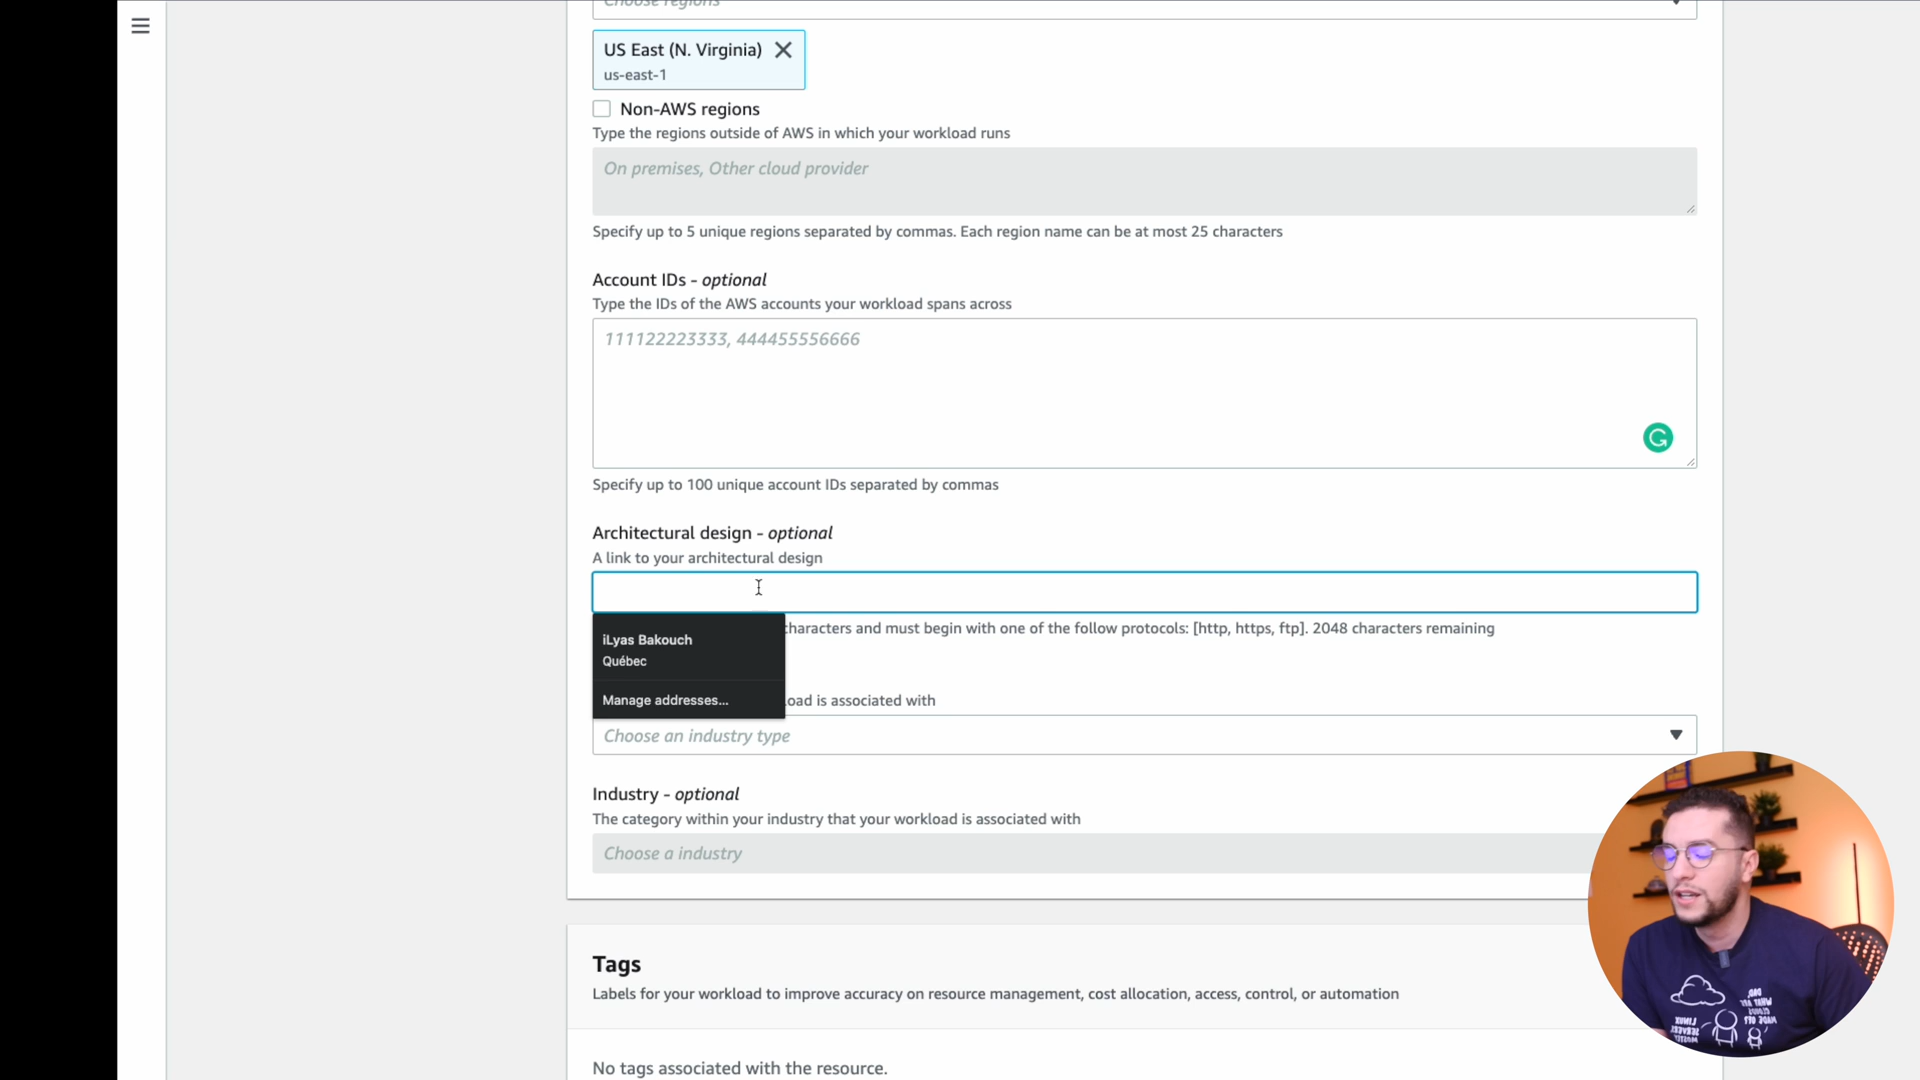 Choose regions
US East (N. Virginia)
us-east-1
Non-AWS regions
Type the regions outside of AWS in which your workload runs
On premises, Other cloud provider
Specify up to 5 unique regions separated by commas. Each region name can be at most 25 characters
Account IDs - optional
Type the IDs of the AWS accounts your workload spans across
111122223333, 444455556666
Specify up to 100 unique account IDs separated by commas
Architectural design - optional
A link to your architectural design
characters and must begin with one of the follow protocols: [http, https, ftp]. 2048 characters remaining
iLyas Bakouch
Québec
Manage addresses...
oad is associated with
Choose an industry type
Industry - optional
The category within your industry that your workload is associated with
Choose a industry
Tags
Labels for your workload to improve accuracy on resource management, cost allocation, access, control, or automation
No tags associated with the resource.